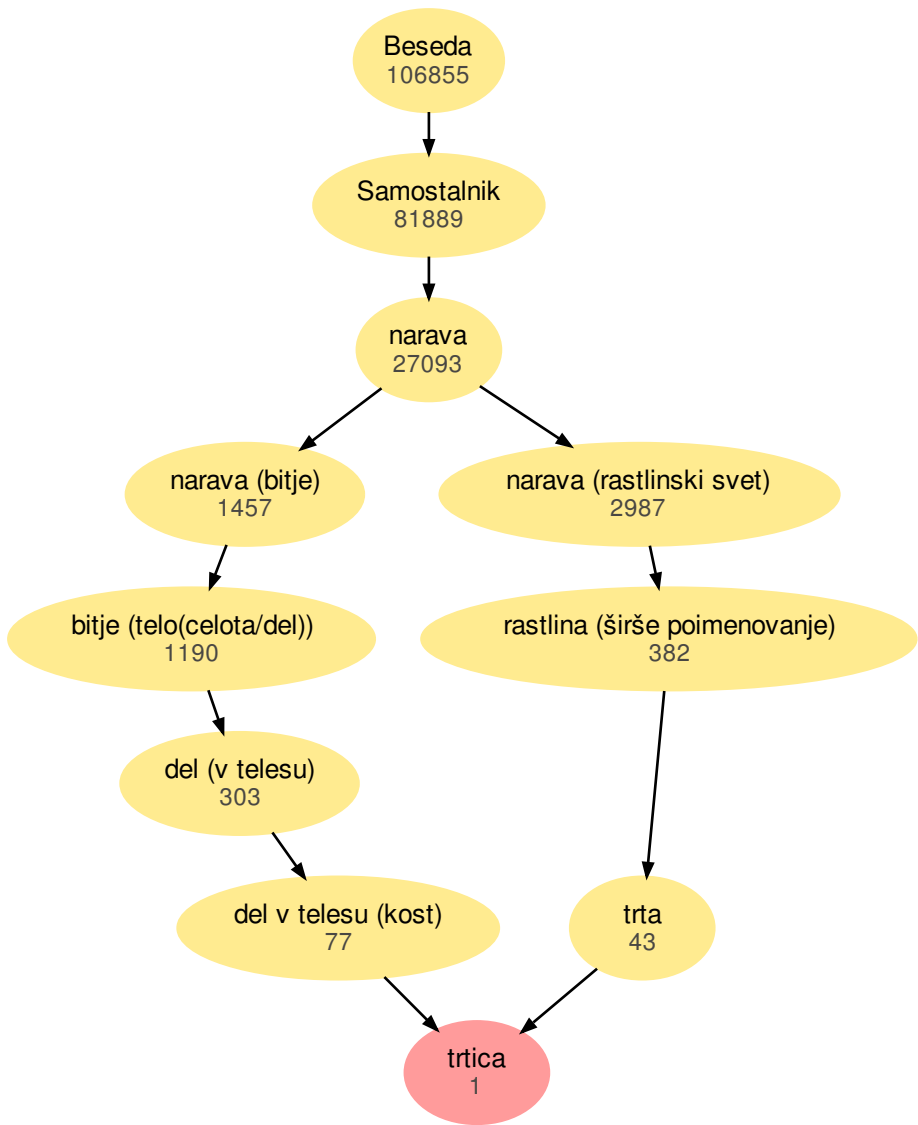 Beseda
106855
Samostalnik
81889
narava
27093
narava (bitje)
1457
narava (rastlinski svet)
2987
bitje (telo(celota/del))
1190
rastlina (širše poimenovanje)
382
del (v telesu)
303
del v telesu (kost)
77
trta
43
trtica
1